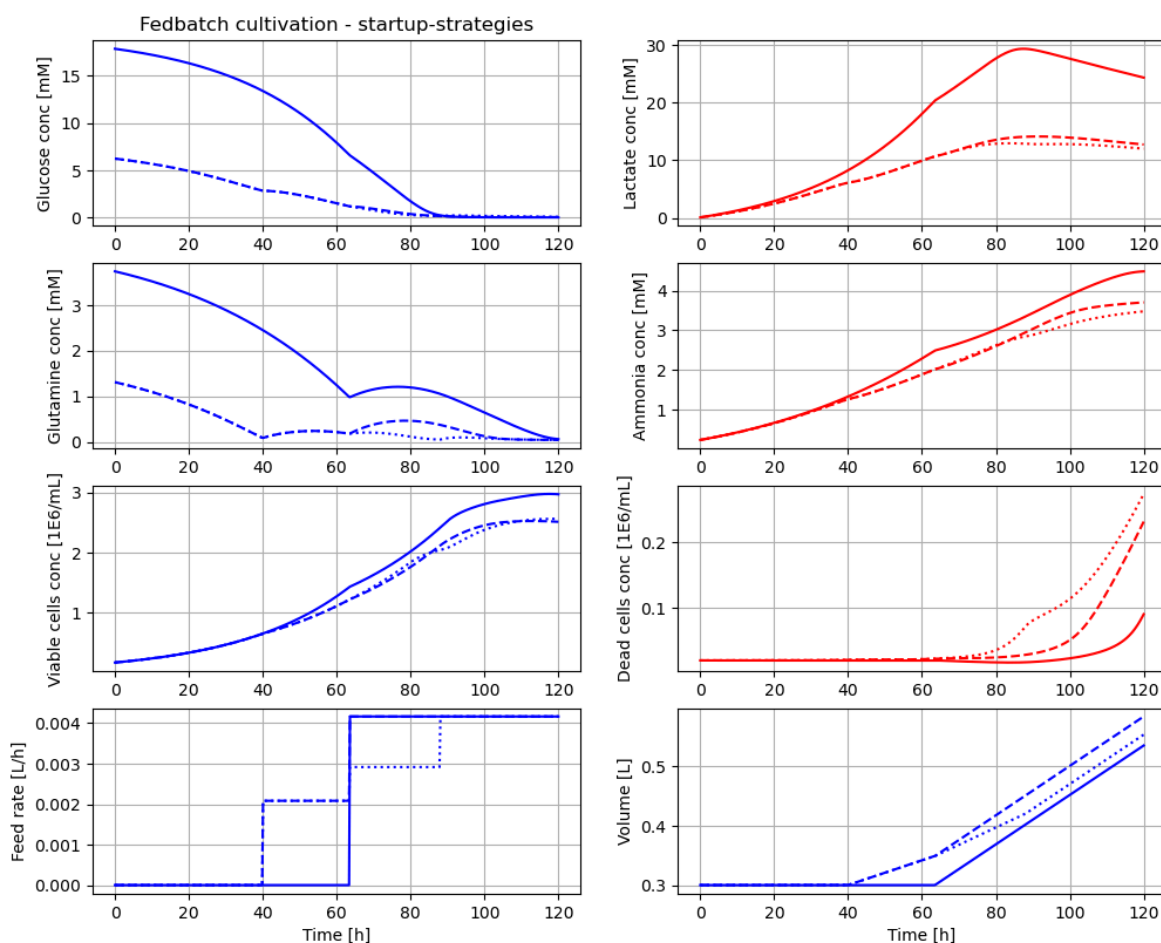 Fedbatch cultivation - startup-strategies
Glucose conc [mM]
15
10
5
0
0 20 40 60 80 100 120
Lactate conc [mM]
30
20
10
0
0 20 40 60 80 100 120
Glutamine conc [mM]
3
2
1
0
0 20 40 60 80 100 120
Ammonia conc [mM]
4
3
2
1
0 20 40 60 80 100 120
Viable cells conc [1E6/mL]
3
2
1
0 20 40 60 80 100 120
Dead cells conc [1E6/mL]
0.2
0.1
0 20 40 60 80 100 120
Feed rate [L/h]
0.004
0.003
0.002
0.001
0.000
0 20 40 60 80 100 120
Time [h]
Volume [L]
0.5
0.4
0.3
0 20 40 60 80 100 120
Time [h]